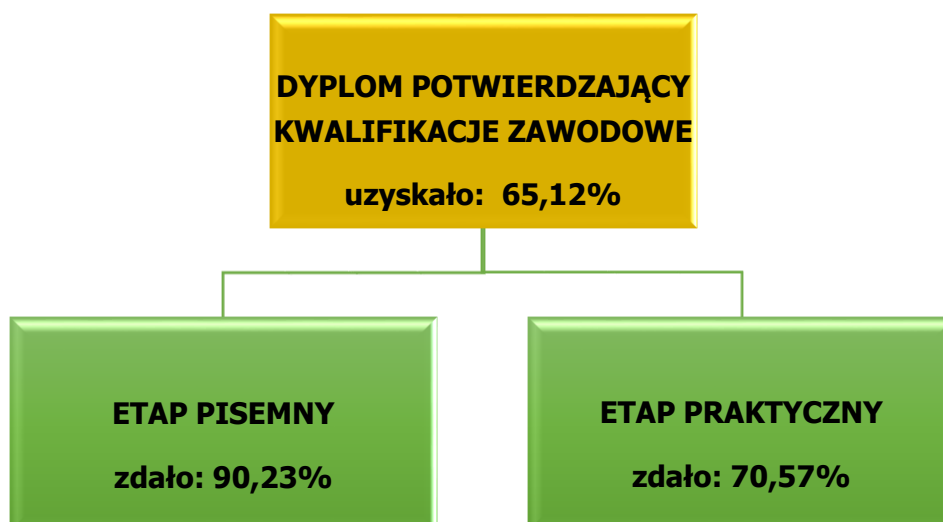 DYPLOM POTWIERDZAJĄCY
KWALIFIKACJE ZAWODOWE
uzyskało: 65,12%
ETAP PISEMNY
zdało: 90,23%
ETAP PRAKTYCZNY
zdało: 70,57%